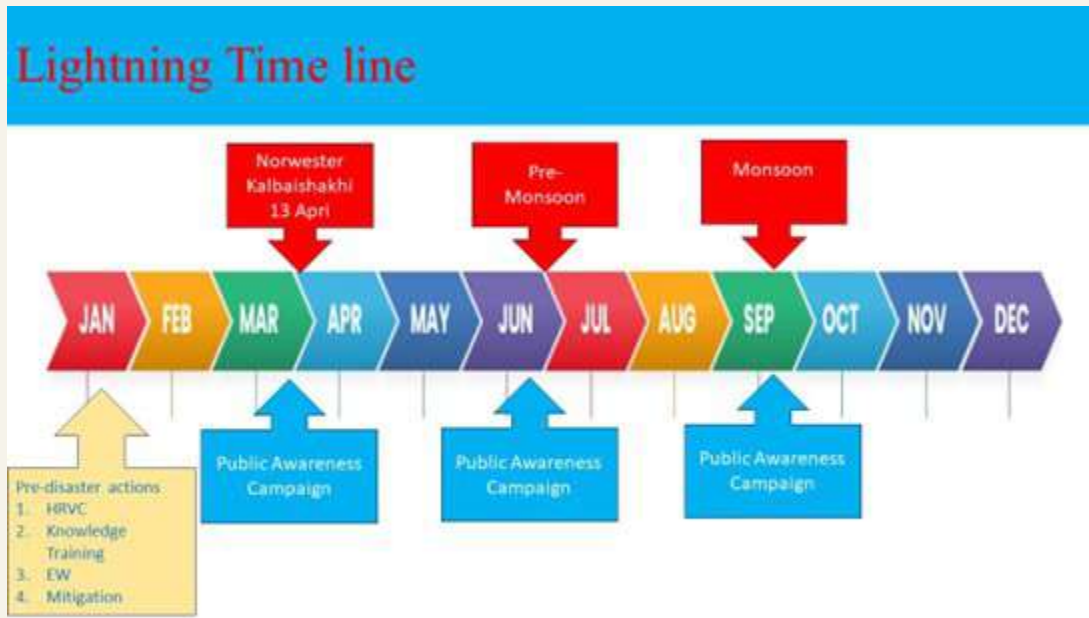 Lightning Time line
Norwester
Kalbaishakhi
13 Apri
Pre-
Monsoon
Monsoon
JAN
FEB
MAR
APR
MAY
JUN
JUL
AUG
SEP
OCT
NOV
DEC
Pre-disaster actions
1. HRVC
2. Knowledge
Training
3. EW
4. Mitigation
Public Awareness
Campaign
Public Awareness
Campaign
Public Awareness
Campaign